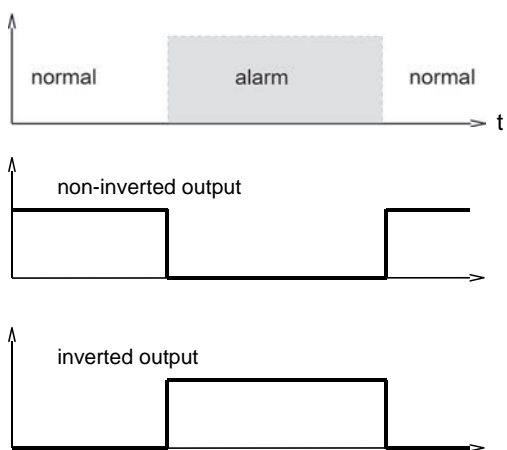 normal alarm normal
t
non-inverted output
inverted output